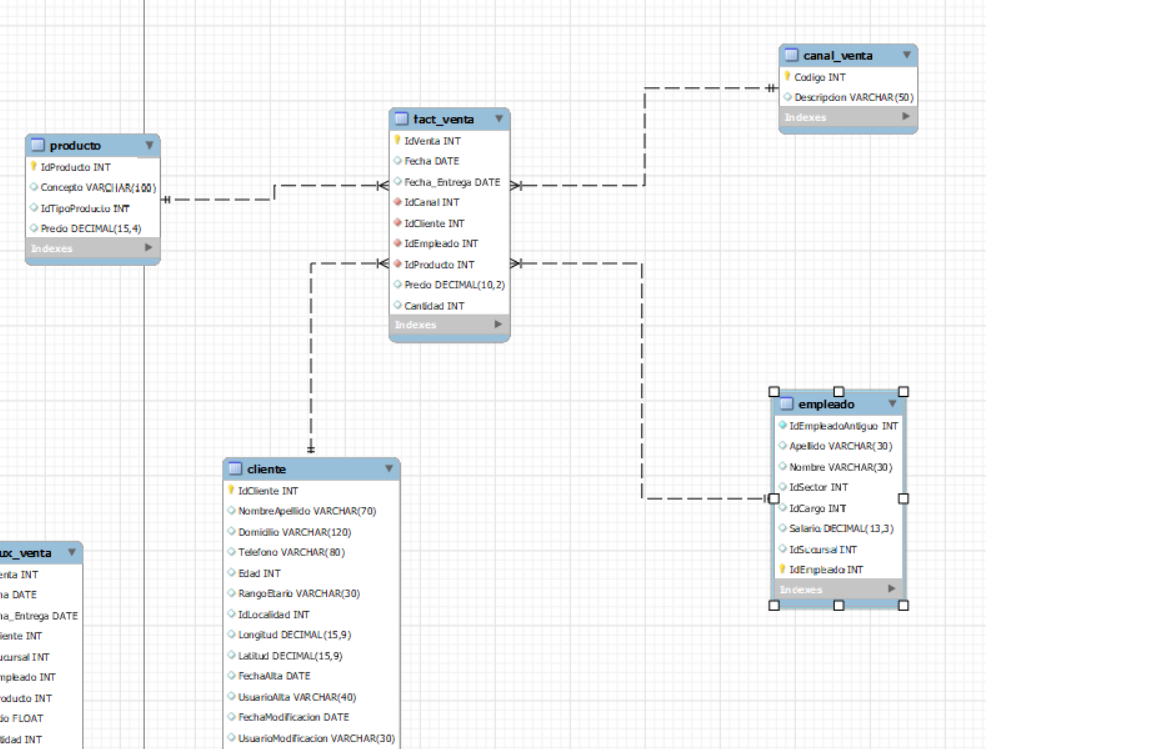 canal_venta
Codigo INT
Descripcion VARCHAR(50)
Indexes
fact_venta
IdVenta INT
Fecha DATE
Fecha_Entrega DATE
IdCanal INT
IdCliente INT
IdEmpleado INT
IdProducto INT
Precio DECIMAL(10,2)
Cantidad INT
Indexes
producto
IdProducto INT
Concepto VARCHAR(100)
IdTipoProducto INT
Precio DECIMAL(15,4)
Indexes
empleado
IdEmpleadoAntiguo INT
Apellido VARCHAR(30)
Nombre VARCHAR(30)
IdSector INT
IdCargo INT
Salario DECIMAL(13,3)
IdSucursal INT
IdEmpleado INT
Indexes
cliente
IdCliente INT
NombreApellido VARCHAR(70)
Domicilio VARCHAR(120)
Telefono VARCHAR(80)
Edad INT
RangoEtario VARCHAR(30)
IdLocalidad INT
Longitud DECIMAL(15,9)
Latitud DECIMAL(15,9)
FechaAlta DATE
UsuarioAlta VARCHAR(40)
FechaModificacion DATE
UsuarioModificacion VARCHAR(30)
ux_venta
enta INT
na DATE
na_Entrega DATE
iente INT
ucursal INT
mpleado INT
roducto INT
io FLOAT
tidad INT